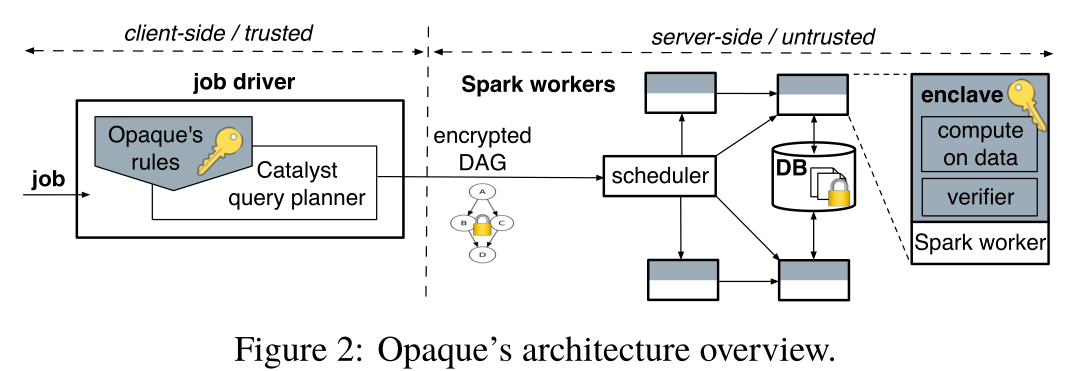 client-side / trusted
server-side / untrusted
job driver
Spark workers
job
Opaque's
rules
Catalyst
query planner
encrypted
DAG
A
B
C
D
scheduler
DB
enclave
compute
on data
verifier
Spark worker
Figure 2: Opaque’s architecture overview.